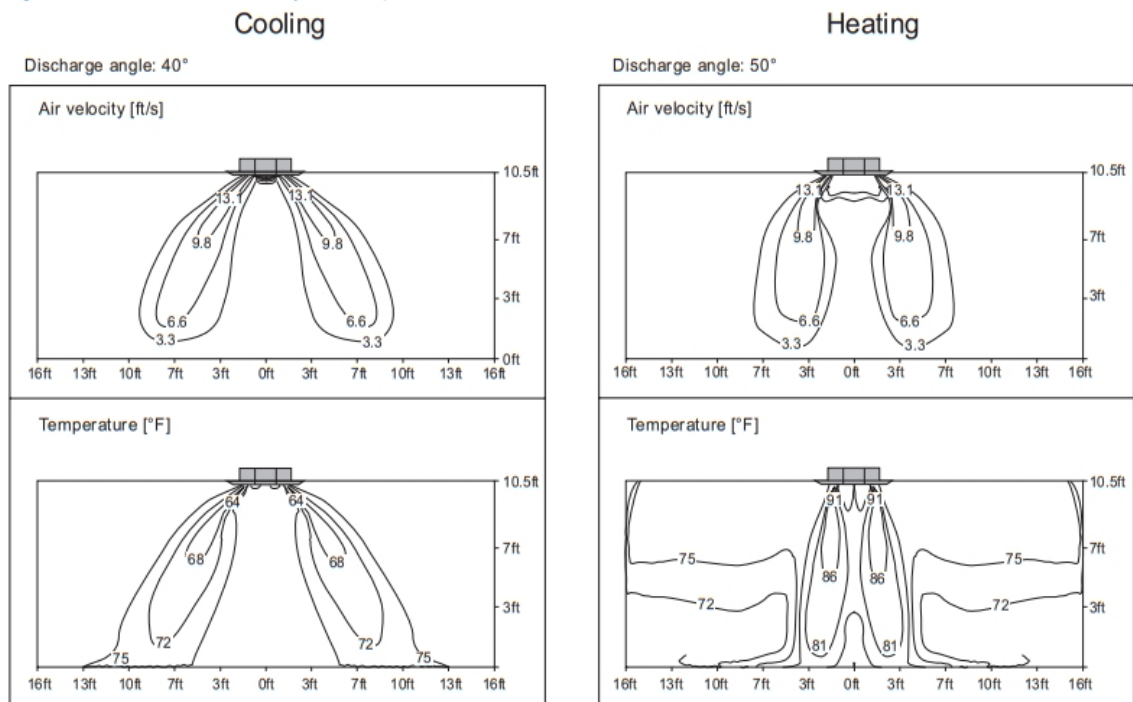 Cooling
Discharge angle: 40°
Air velocity [ft/s]
10.5ft
13.1 13.1
7ft
9.8 9.8
3ft
6.6 6.6
3.3 3.3
0ft
16ft 13ft 10ft 7ft 3ft 0ft 3ft 7ft 10ft 13ft 16ft
Temperature [°F]
10.5ft
64 64
7ft
68 68
3ft
72 72
75 75
16ft 13ft 10ft 7ft 3ft 0ft 3ft 7ft 10ft 13ft 16ft
Heating
Discharge angle: 50°
Air velocity [ft/s]
10.5ft
13.1 13.1
7ft
9.8 9.8
3ft
6.6 6.6
3.3 3.3
16ft 13ft 10ft 7ft 3ft 0ft 3ft 7ft 10ft 13ft 16ft
Temperature [°F]
10.5ft
91 91
7ft
75 75
86 86
72 72
3ft
81 81
16ft 13ft 10ft 7ft 3ft 0ft 3ft 7ft 10ft 13ft 16ft